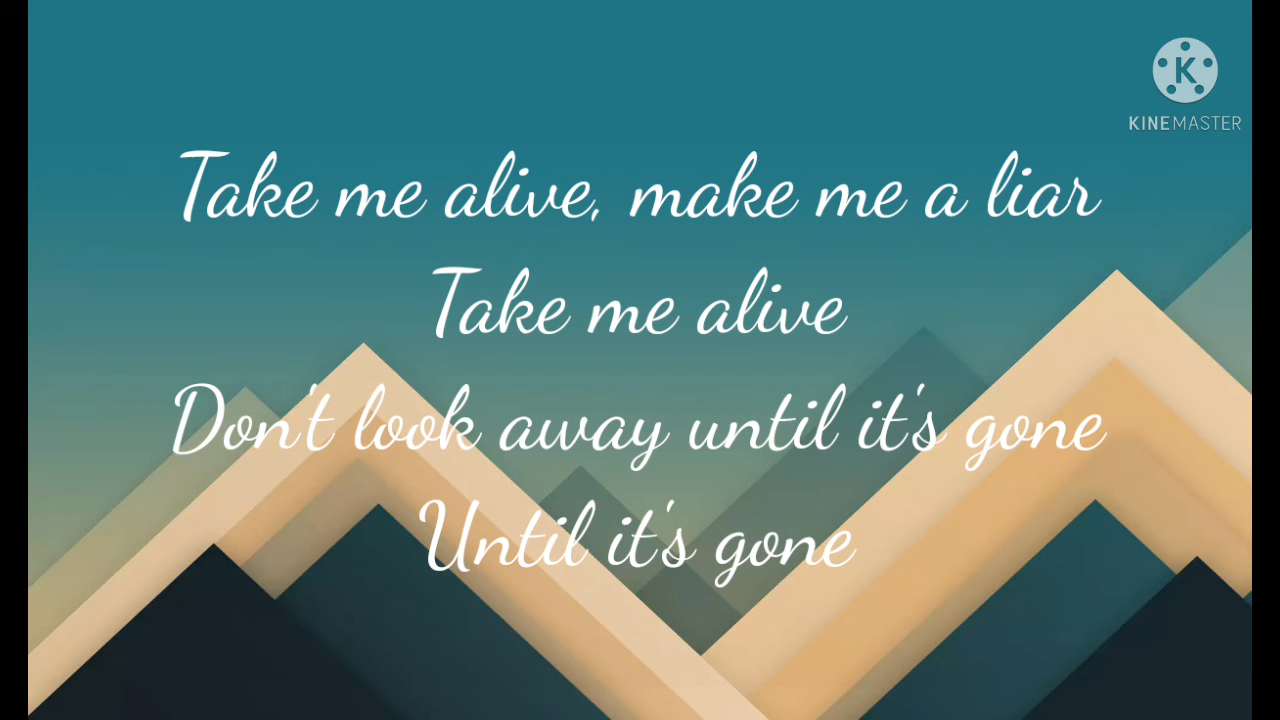 K
KINEMASTER
Take me alive, make me a liar
Take me alive
Don't look away until it's gone
Until it's gone